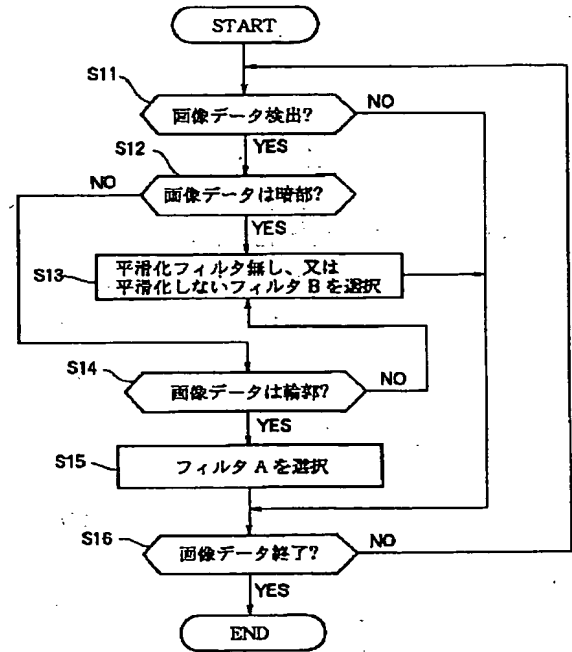 START
S11
画像データ検出?
NO
YES
S12
NO
画像データは暗部?
YES
S13
平滑化フィルタ無し、又は
平滑化しないフィルタ B を選択
S14
画像データは輪郭?
NO
YES
S15
フィルタ A を選択
S16
画像データ終了?
NO
YES
END